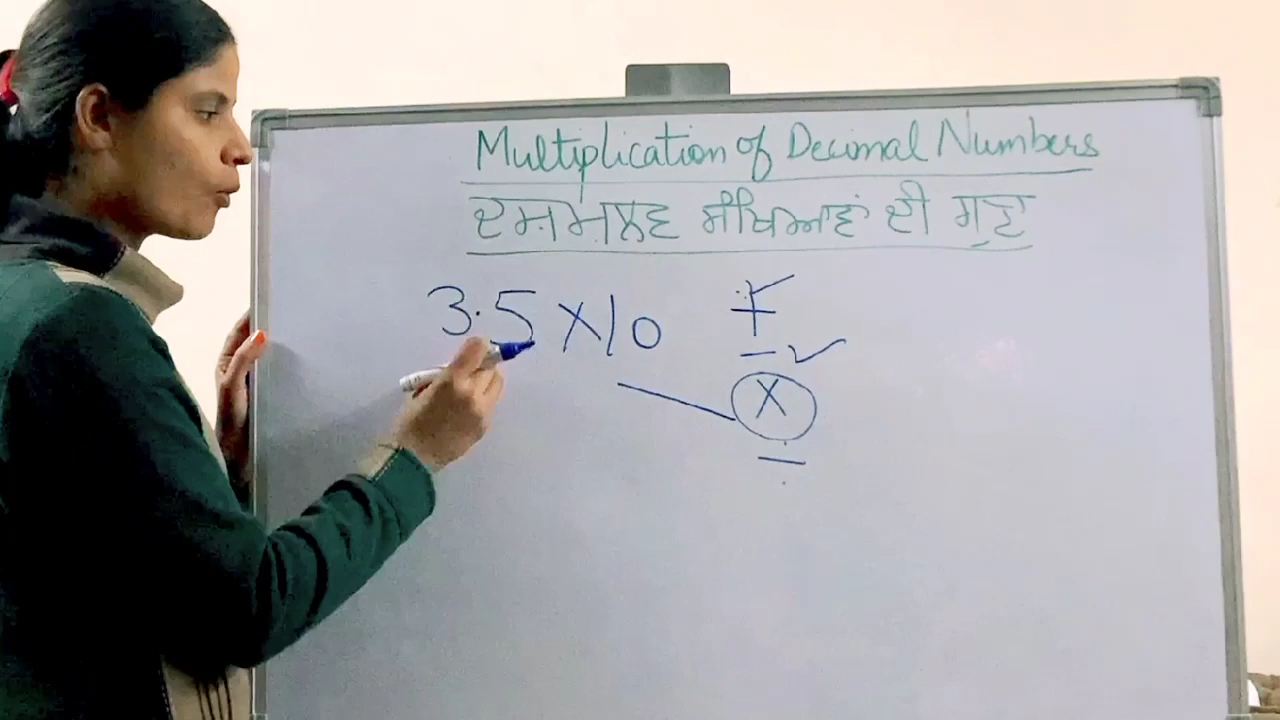 Multiplication of Decimal Numbers
ਦਸ਼ਮਲਵ ਸੰਖਿਆਵਾਂ ਦੀ ਗੁਣਾ
3.5 X 10
+ ✓
- ✓
X
÷